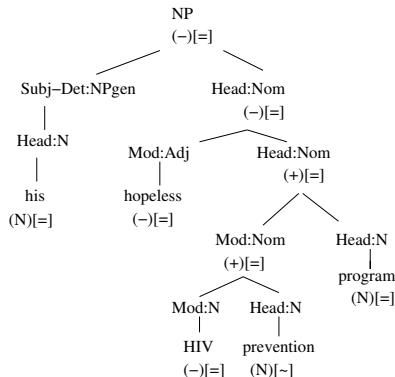 NP
(−)[=]
Subj−Det:NPgen Head:Nom
(−)[=]
Head:N Mod:Adj Head:Nom
(+)[=]
his hopeless
(N)[=] (−)[=]
Mod:Nom Head:N
(+)[=] program
(N)[=]
Mod:N Head:N
HIV prevention
(−)[=] (N)[~]